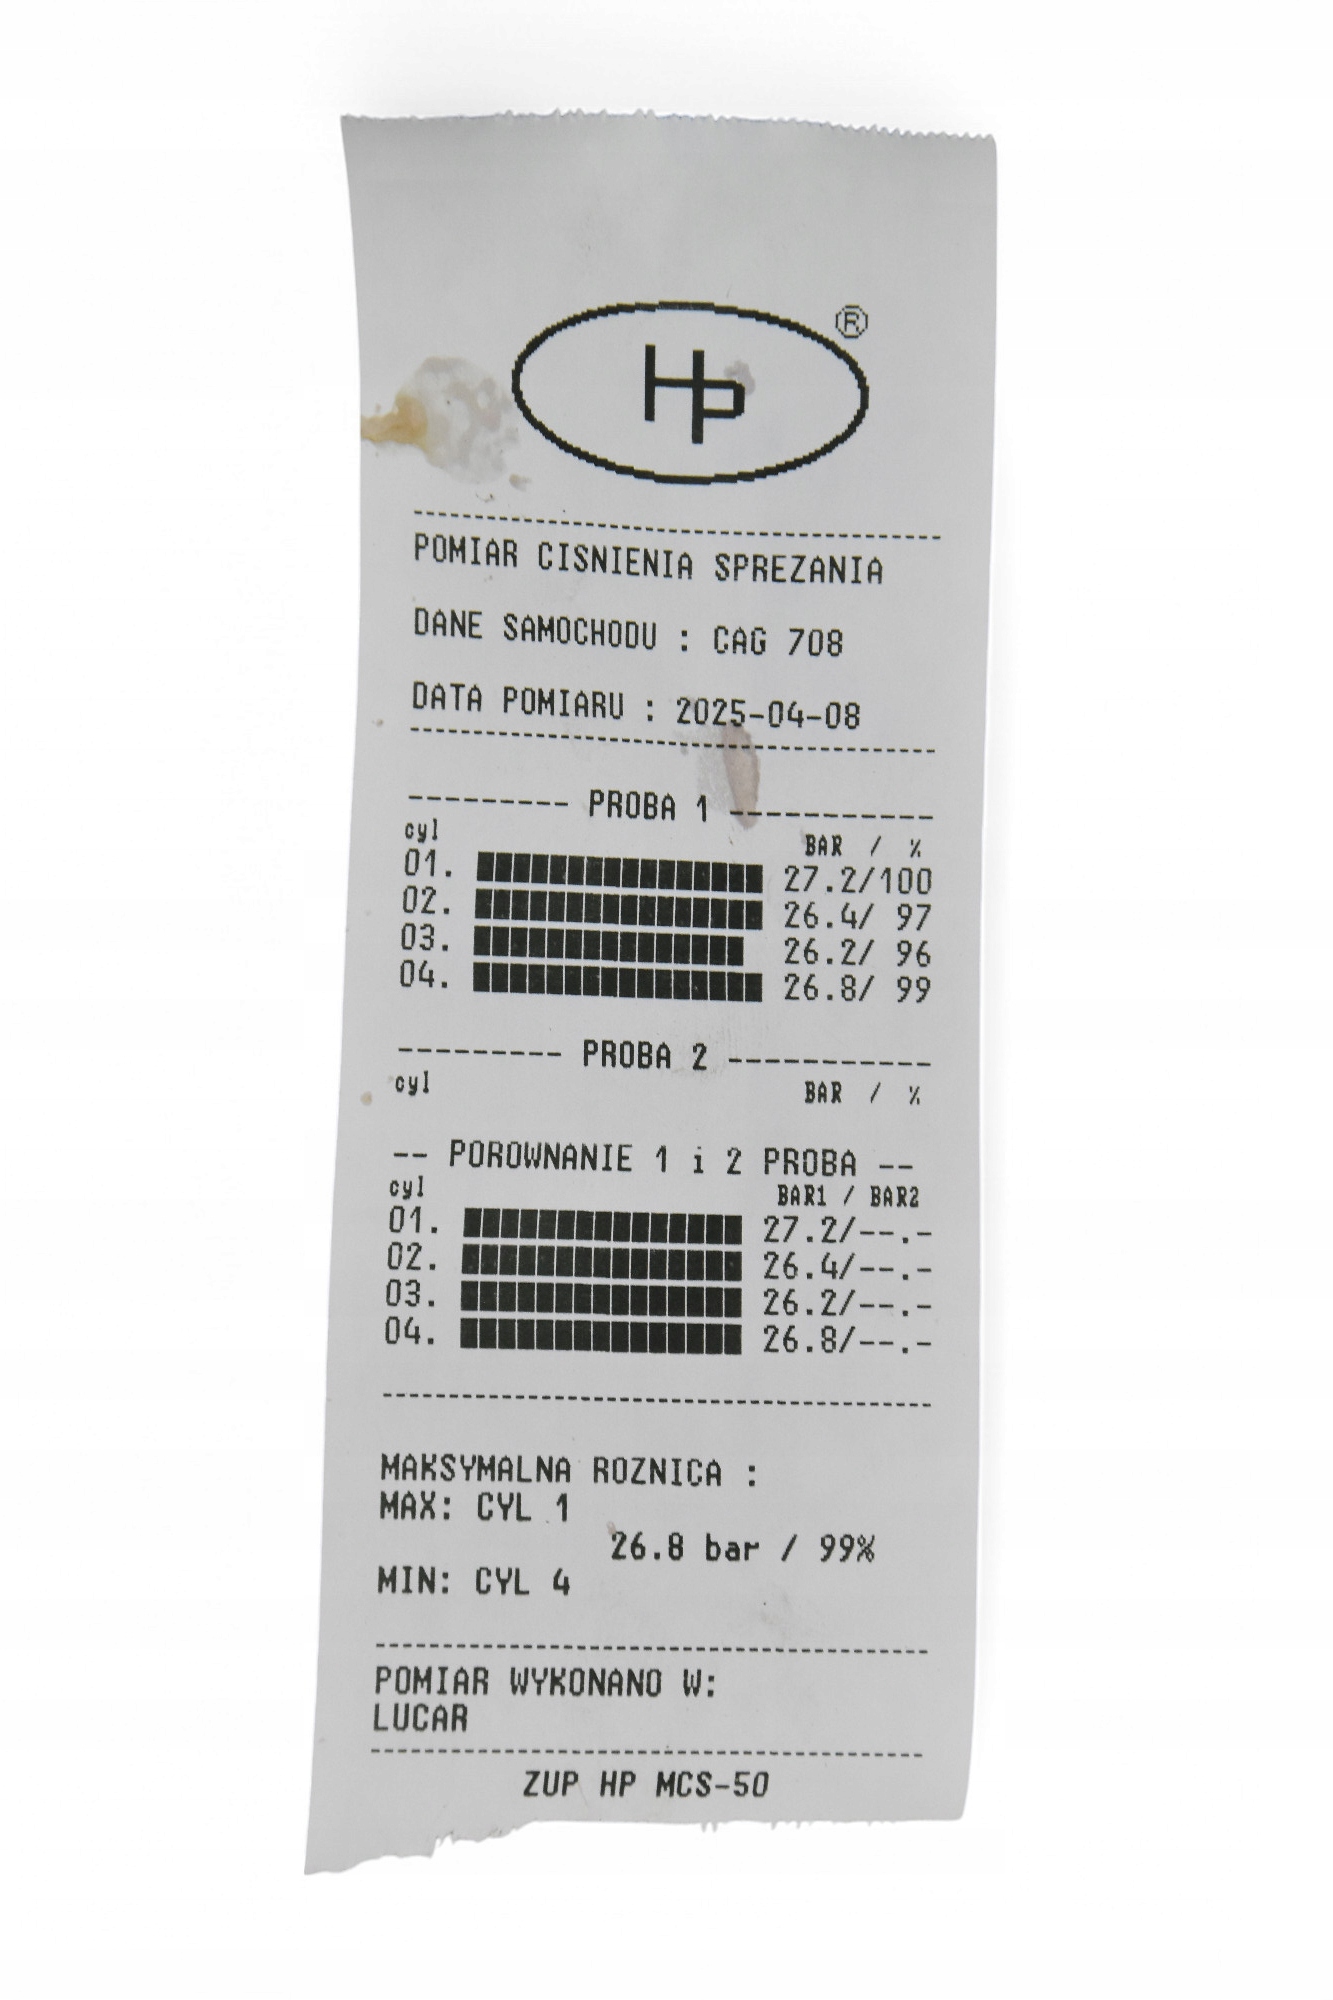 Hp ®
POMIAR CISNIENIA SPREZANIA
DANE SAMOCHODU : CAG 708
DATA POMIARU : 2025-04-08
--------- PROBA 1 -----------
cyl BAR / %
01. 27.2/100
02. 26.4/ 97
03. 26.2/ 96
04. 26.8/ 99
--------- PROBA 2 -----------
cyl BAR / %
-- POROWNANIE 1 i 2 PROBA --
cyl BAR1 / BAR2
01. 27.2/--.-
02. 26.4/--.-
03. 26.2/--.-
04. 26.8/--.-
MAKSYMALNA ROZNICA :
MAX: CYL 1
26.8 bar / 99%
MIN: CYL 4
POMIAR WYKONANO W:
LUCAR
ZUP HP MCS-50